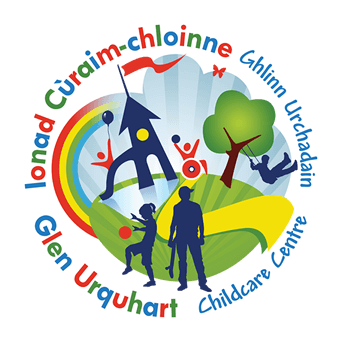 Ionad Cùraim-chloinne
Ghlinn Urchadain
Glen Urquhart
Childcare Centre